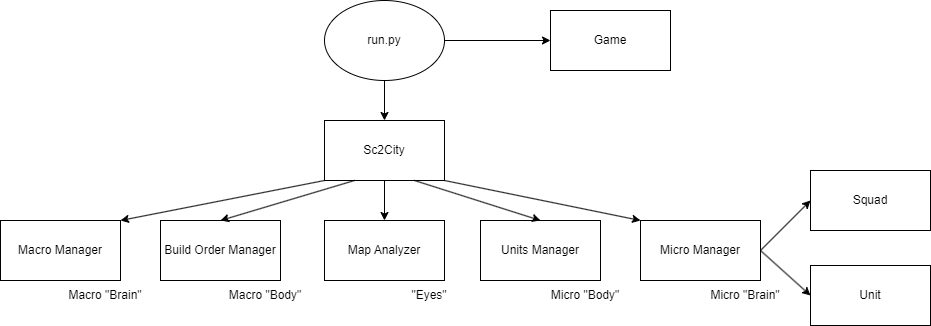 run.py
Game
Sc2City
Squad
Macro Manager
Build Order Manager
Map Analyzer
Units Manager
Micro Manager
Macro "Brain"
Macro "Body"
"Eyes"
Micro "Body"
Micro "Brain"
Unit